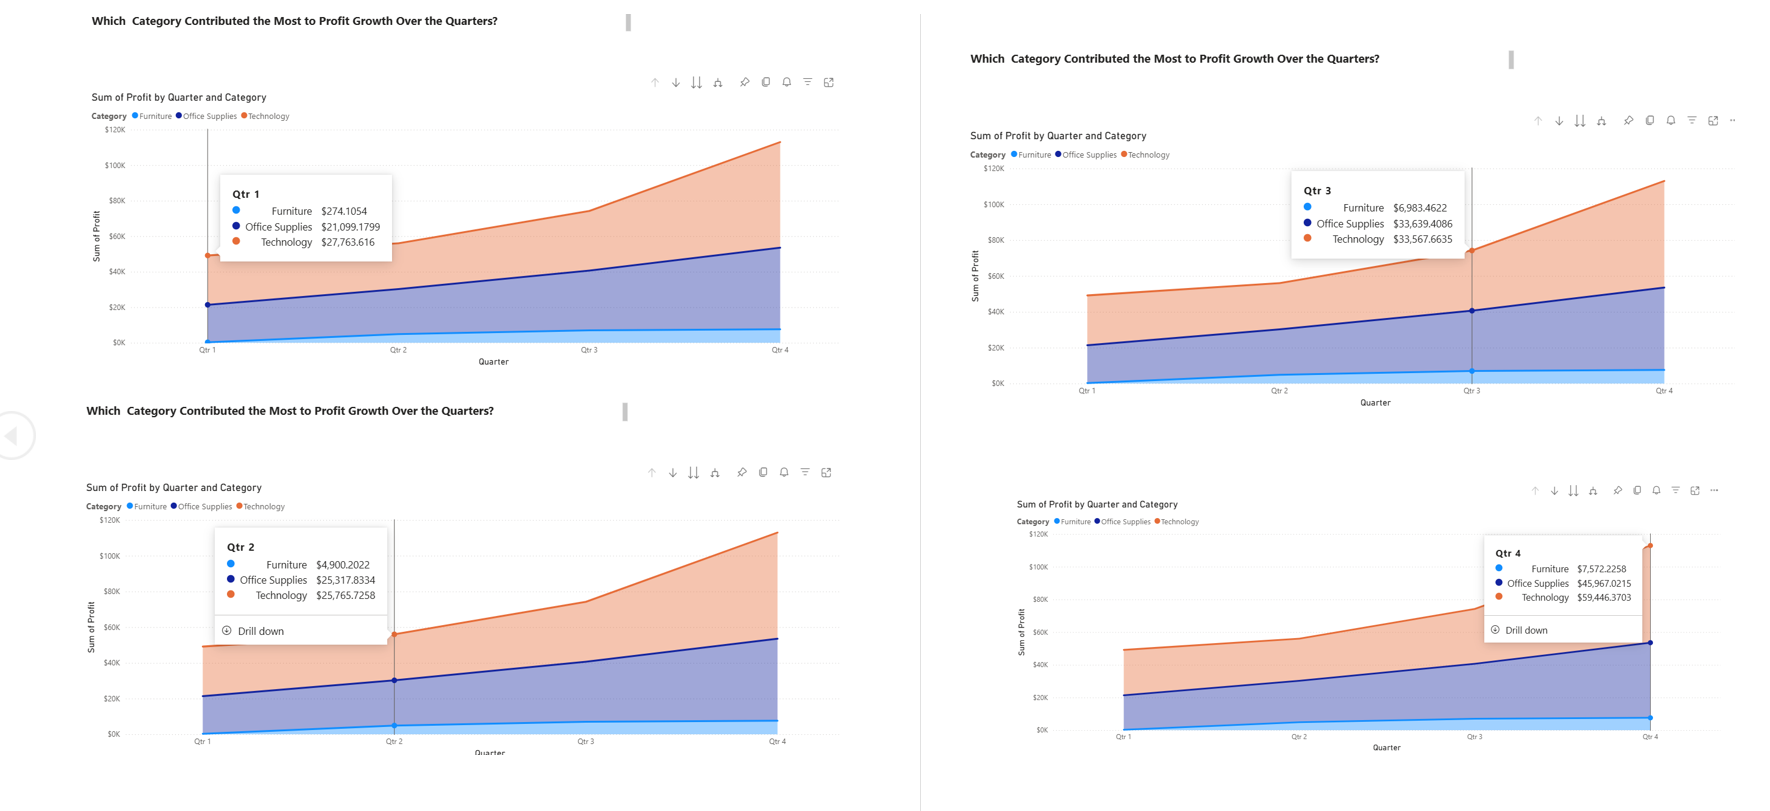 Which Category Contributed the Most to Profit Growth Over the Quarters?
Sum of Profit by Quarter and Category
Category Furniture Office Supplies Technology
$120K
$100K
$80K
$60K
$40K
$20K
$0K
Sum of Profit
Qtr 1
Furniture $274.1054
Office Supplies $21,099.1799
Technology $27,763.616
Qtr 1 Qtr 2 Qtr 3 Qtr 4
Quarter
Which Category Contributed the Most to Profit Growth Over the Quarters?
Sum of Profit by Quarter and Category
Category Furniture Office Supplies Technology
$120K
$100K
$80K
$60K
$40K
$20K
$0K
Sum of Profit
Qtr 2
Furniture $4,900.2022
Office Supplies $25,317.8334
Technology $25,765.7258
Drill down
Qtr 1 Qtr 2 Qtr 3 Qtr 4
Quarter
Which Category Contributed the Most to Profit Growth Over the Quarters?
Sum of Profit by Quarter and Category
Category Furniture Office Supplies Technology
$120K
$100K
$80K
$60K
$40K
$20K
$0K
Sum of Profit
Qtr 3
Furniture $6,983.4622
Office Supplies $33,639.4086
Technology $33,567.6635
Qtr 1 Qtr 2 Qtr 3 Qtr 4
Quarter
Sum of Profit by Quarter and Category
Category Furniture Office Supplies Technology
$120K
$100K
$80K
$60K
$40K
$20K
$0K
Sum of Profit
Qtr 4
Furniture $7,572.2258
Office Supplies $45,967.0215
Technology $59,446.3703
Drill down
Qtr 1 Qtr 2 Qtr 3 Qtr 4
Quarter